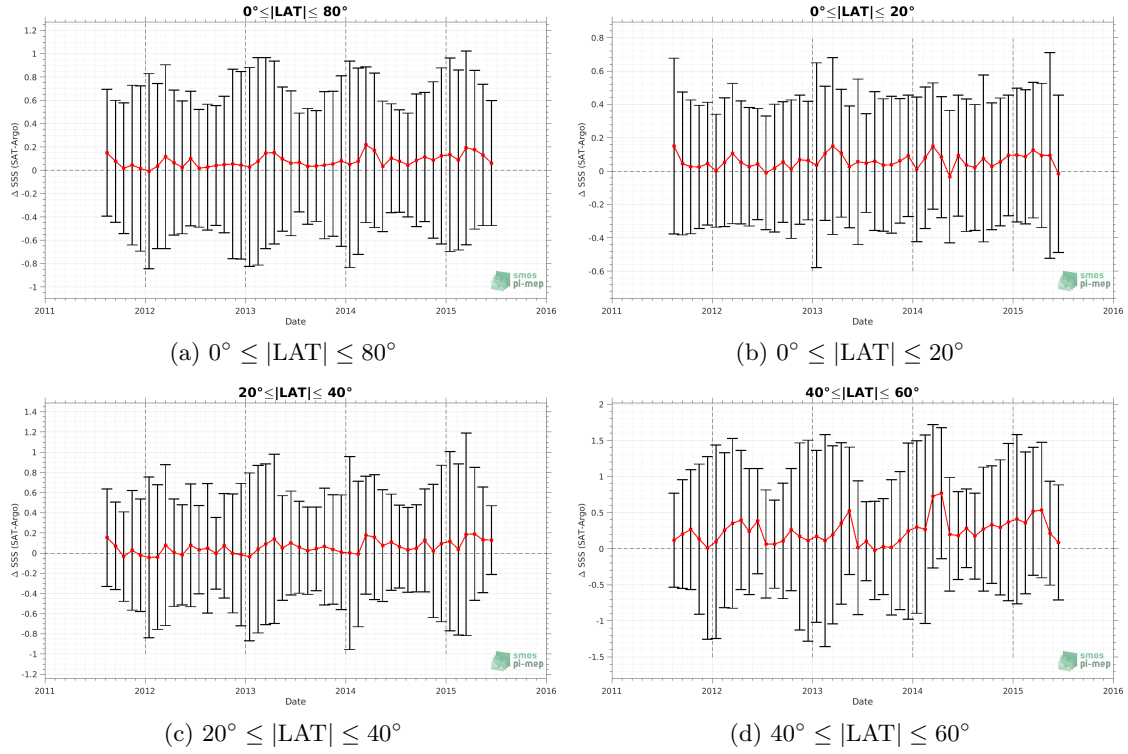 0°≤|LAT|≤ 80°
Δ SSS (SAT-Argo)
1.2
1
0.8
0.6
0.4
0.2
0
-0.2
-0.4
-0.6
-0.8
-1
smos
pi-mep
2011 2012 2013 2014 2015 2016
Date
(a) 0° ≤ |LAT| ≤ 80°
0°≤|LAT|≤ 20°
Δ SSS (SAT-Argo)
0.8
0.6
0.4
0.2
0
-0.2
-0.4
-0.6
smos
pi-mep
2011 2012 2013 2014 2015 2016
Date
(b) 0° ≤ |LAT| ≤ 20°
20°≤|LAT|≤ 40°
Δ SSS (SAT-Argo)
1.4
1.2
1
0.8
0.6
0.4
0.2
0
-0.2
-0.4
-0.6
-0.8
-1
-1.2
smos
pi-mep
2011 2012 2013 2014 2015 2016
Date
(c) 20° ≤ |LAT| ≤ 40°
40°≤|LAT|≤ 60°
Δ SSS (SAT-Argo)
2
1.5
1
0.5
0
-0.5
-1
-1.5
smos
pi-mep
2011 2012 2013 2014 2015 2016
Date
(d) 40° ≤ |LAT| ≤ 60°